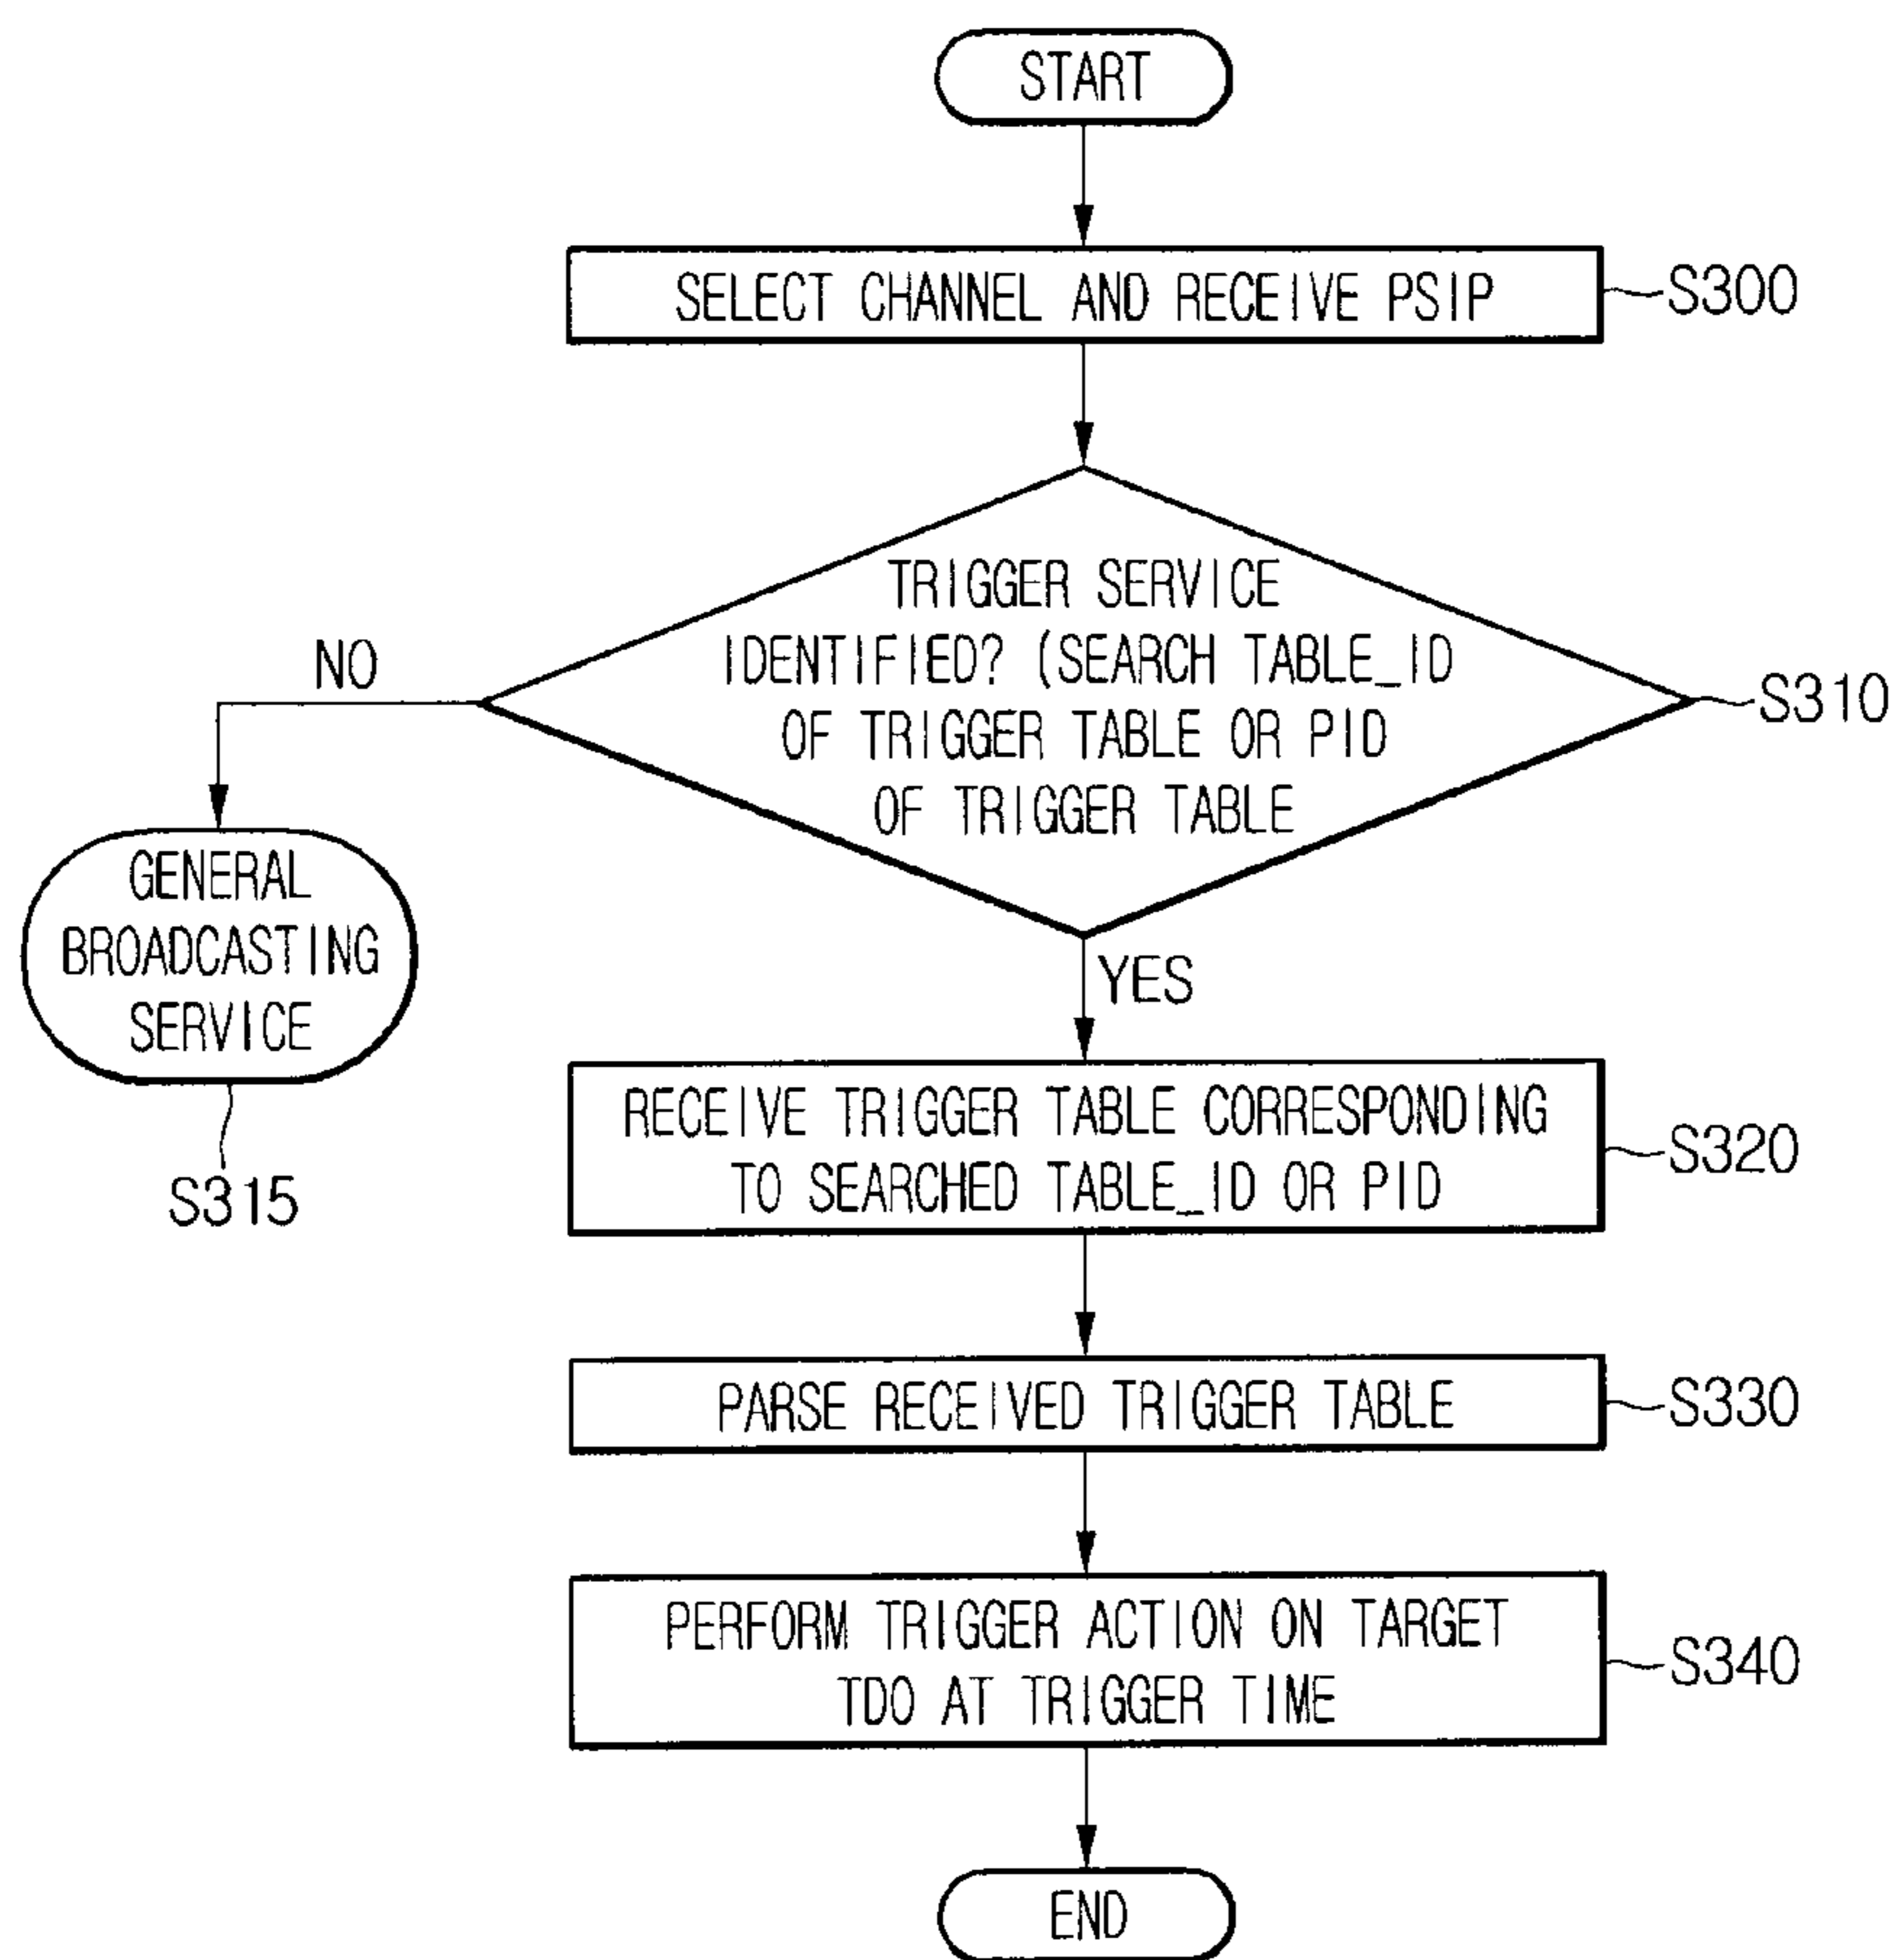 START
SELECT CHANNEL AND RECEIVE PSIP
S300
TRIGGER SERVICE
IDENTIFIED? (SEARCH TABLE_ID
OF TRIGGER TABLE OR PID
OF TRIGGER TABLE
S310
NO
GENERAL
BROADCASTING
SERVICE
S315
YES
RECEIVE TRIGGER TABLE CORRESPONDING
TO SEARCHED TABLE_ID OR PID
S320
PARSE RECEIVED TRIGGER TABLE
S330
PERFORM TRIGGER ACTION ON TARGET
TDO AT TRIGGER TIME
S340
END